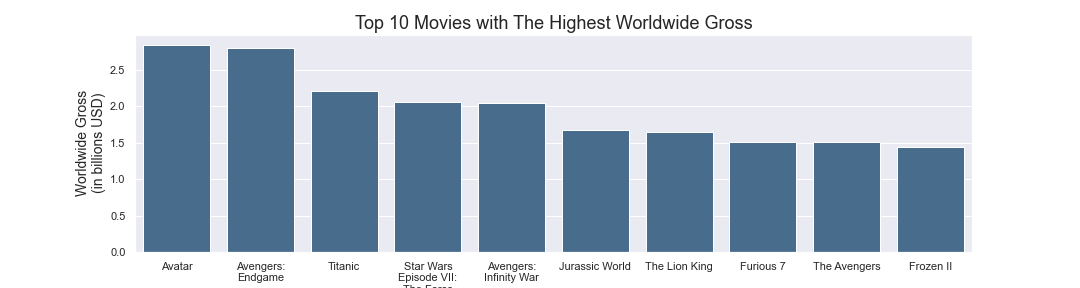 Top 10 Movies with The Highest Worldwide Gross
Worldwide Gross
(in billions USD)
2.5
2.0
1.5
1.0
0.5
0.0
Avatar
Avengers:
Endgame
Titanic
Star Wars
Episode VII:
The Force
Avengers:
Infinity War
Jurassic World
The Lion King
Furious 7
The Avengers
Frozen II